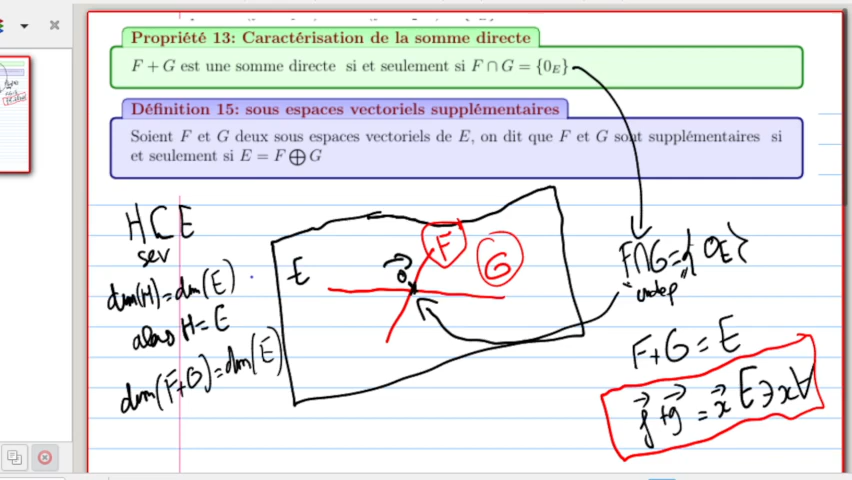 Propriété 13: Caractérisation de la somme directe
F + G est une somme directe si et seulement si F ∩ G = {0_E}
Définition 15: sous espaces vectoriels supplémentaires
Soient F et G deux sous espaces vectoriels de E, on dit que F et G sont supplémentaires si
et seulement si E = F ⊕ G
H ⊂ E
sev
dim(H) = dim(E)
alors H = E
dim(F+G) = dim(E)
E
F
G
0
F∩G = {0_E}
"indep"
F+G = E
f + g = x E∋x∀